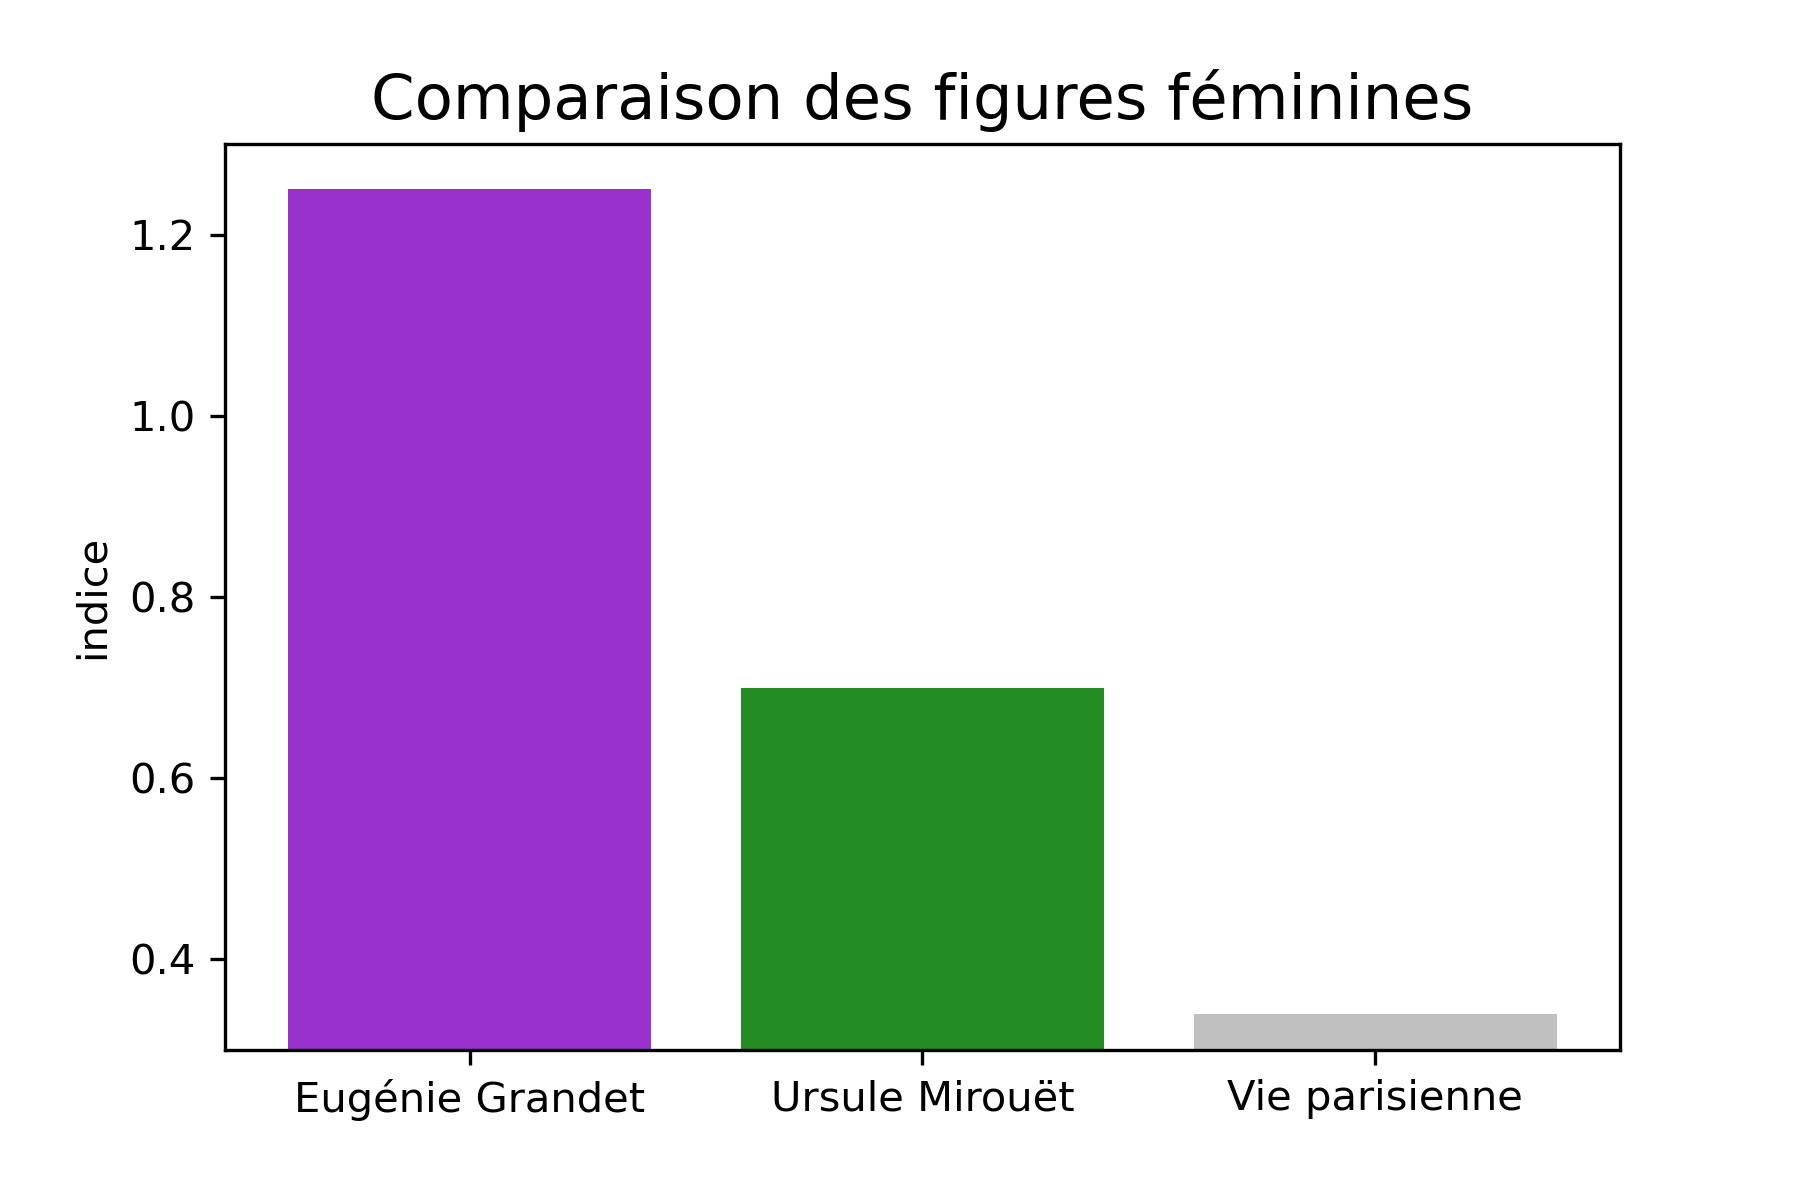 Comparaison des figures féminines
indice
1.2
1.0
0.8
0.6
0.4
Eugénie Grandet
Ursule Mirouët
Vie parisienne